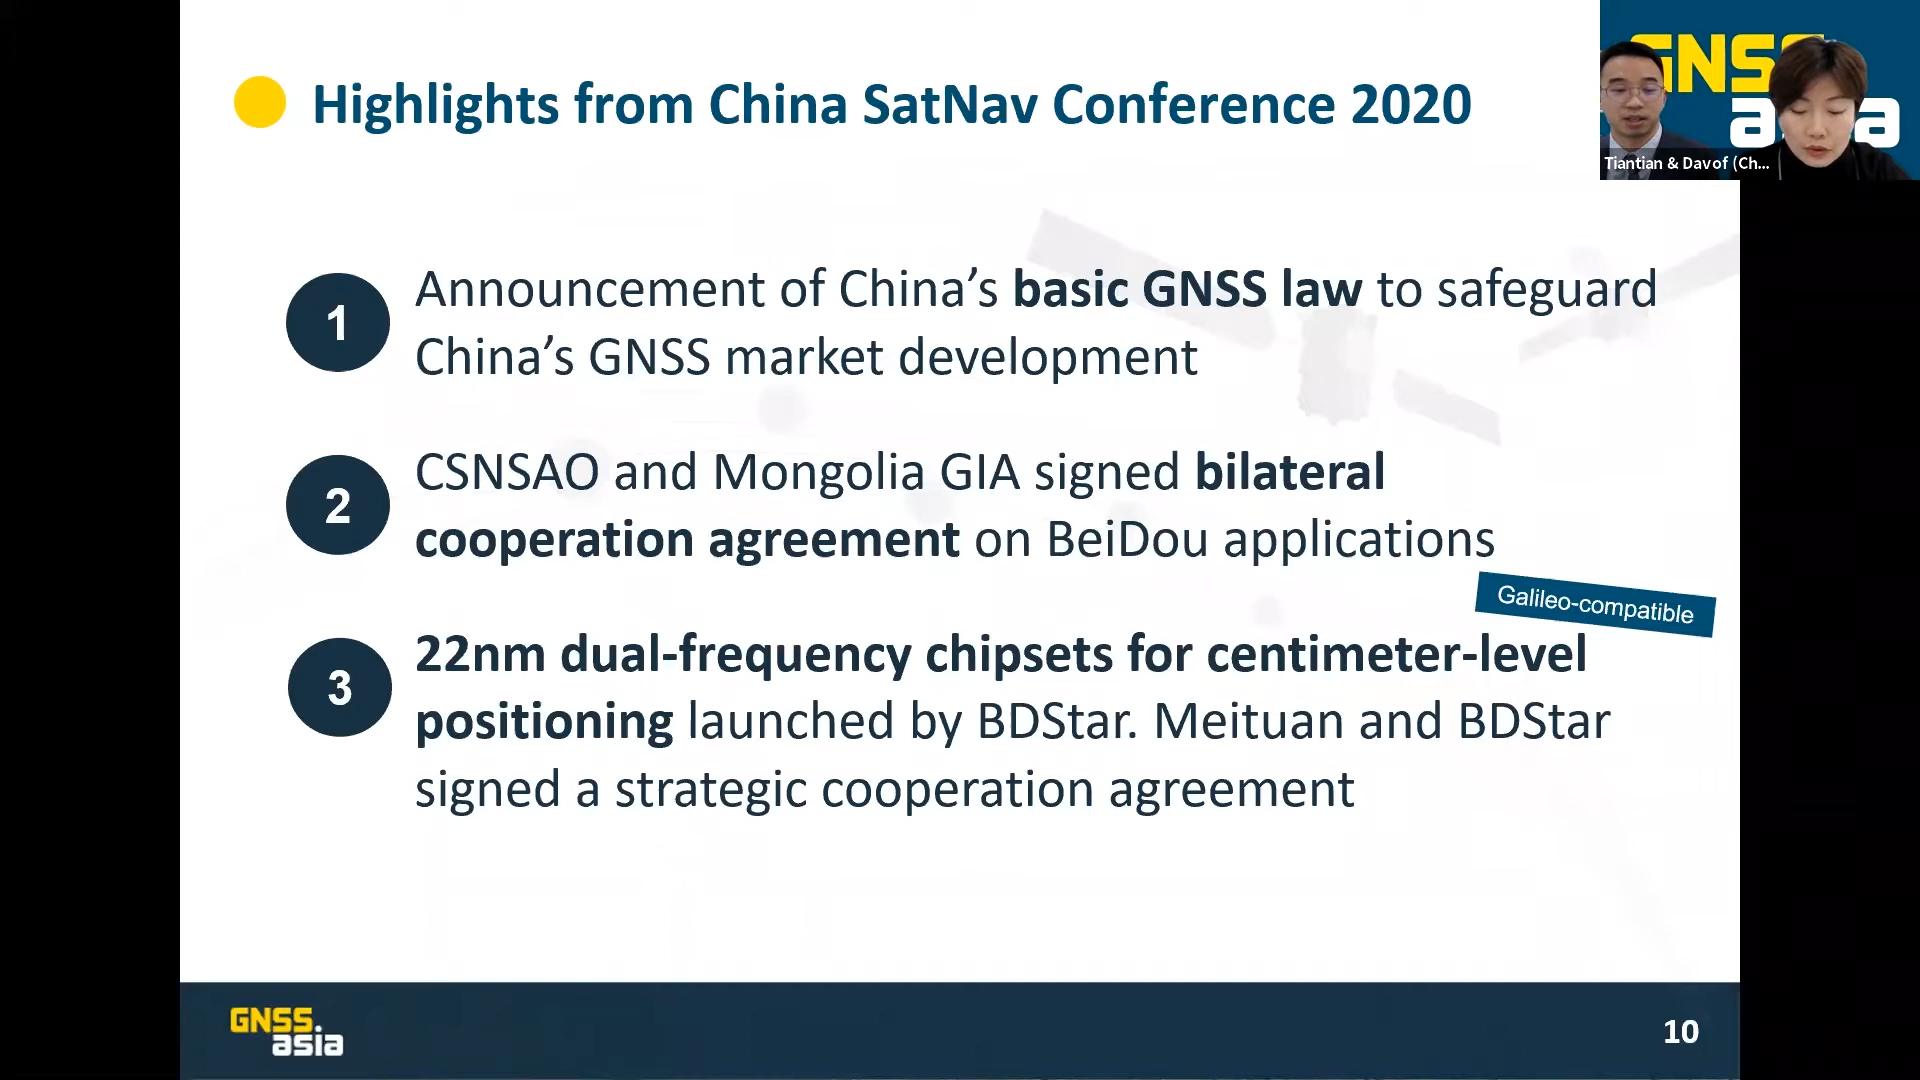 Highlights from China SatNav Conference 2020
GNSS
asia
Tiantian & Davof (Ch...
1
Announcement of China’s basic GNSS law to safeguard
China’s GNSS market development
2
CSNSAO and Mongolia GIA signed bilateral
cooperation agreement on BeiDou applications
Galileo-compatible
3
22nm dual-frequency chipsets for centimeter-level
positioning launched by BDStar. Meituan and BDStar
signed a strategic cooperation agreement
GNSS.
asia
10